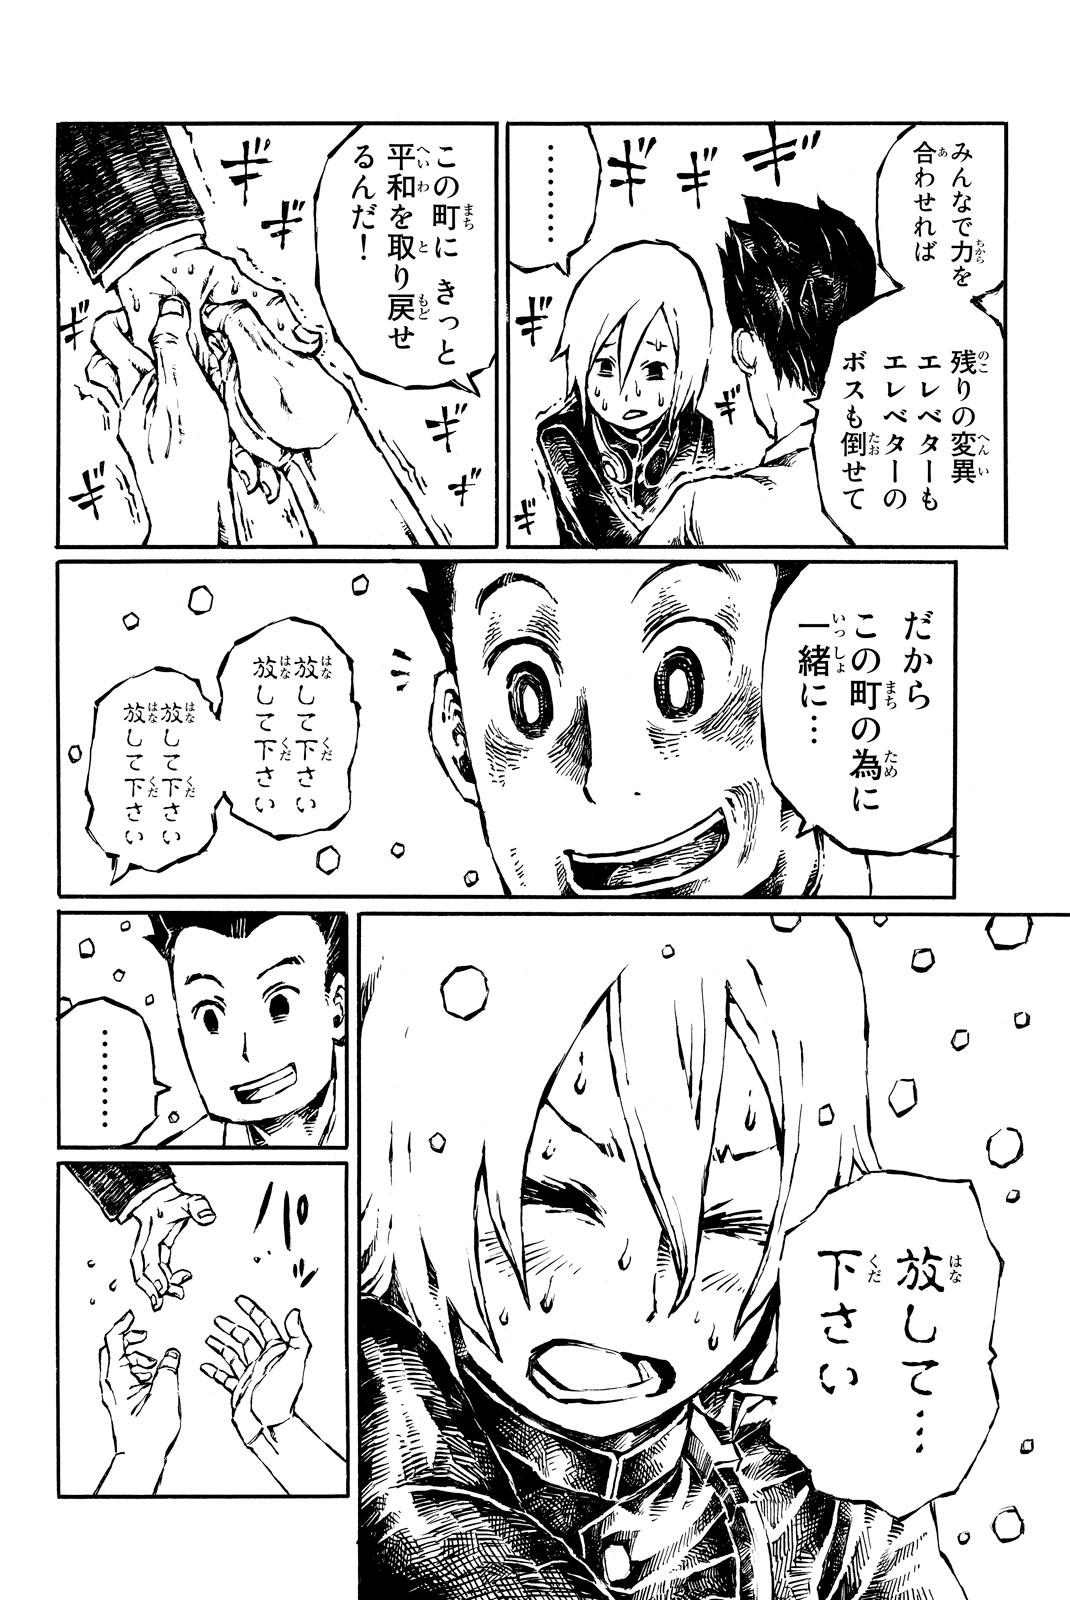 みんなで力を
合わせれば
残りの変異
エレベーターも
エレベーターの
ボスも倒せて
………
ギ
ギ
ギ
ギ
ギ
この町に きっと
平和を取り戻せ
るんだ！
ギ
ギ
ギ
ギ
だから
この町の為に
一緒に…
放して下さい
放して下さい
放して下さい
放して下さい
放して…
下さい
…………
パッ